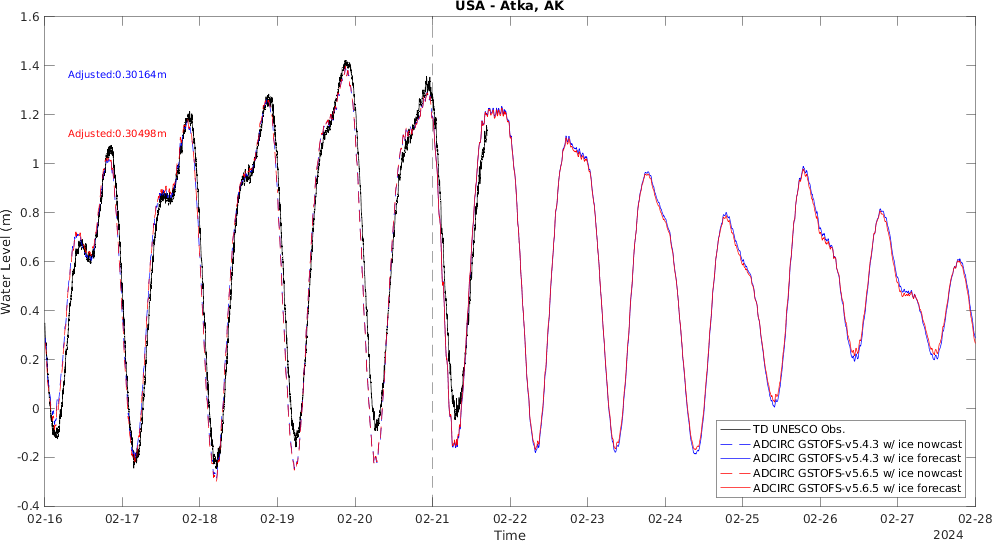 USA - Atka, AK
1.6
1.4
1.2
1
0.8
0.6
0.4
0.2
0
-0.2
-0.4
Water Level (m)
Adjusted:0.30164m
Adjusted:0.30498m
TD UNESCO Obs.
ADCIRC GSTOFS-v5.4.3 w/ ice nowcast
ADCIRC GSTOFS-v5.4.3 w/ ice forecast
ADCIRC GSTOFS-v5.6.5 w/ ice nowcast
ADCIRC GSTOFS-v5.6.5 w/ ice forecast
02-16 02-17 02-18 02-19 02-20 02-21 02-22 02-23 02-24 02-25 02-26 02-27 02-28
Time
2024